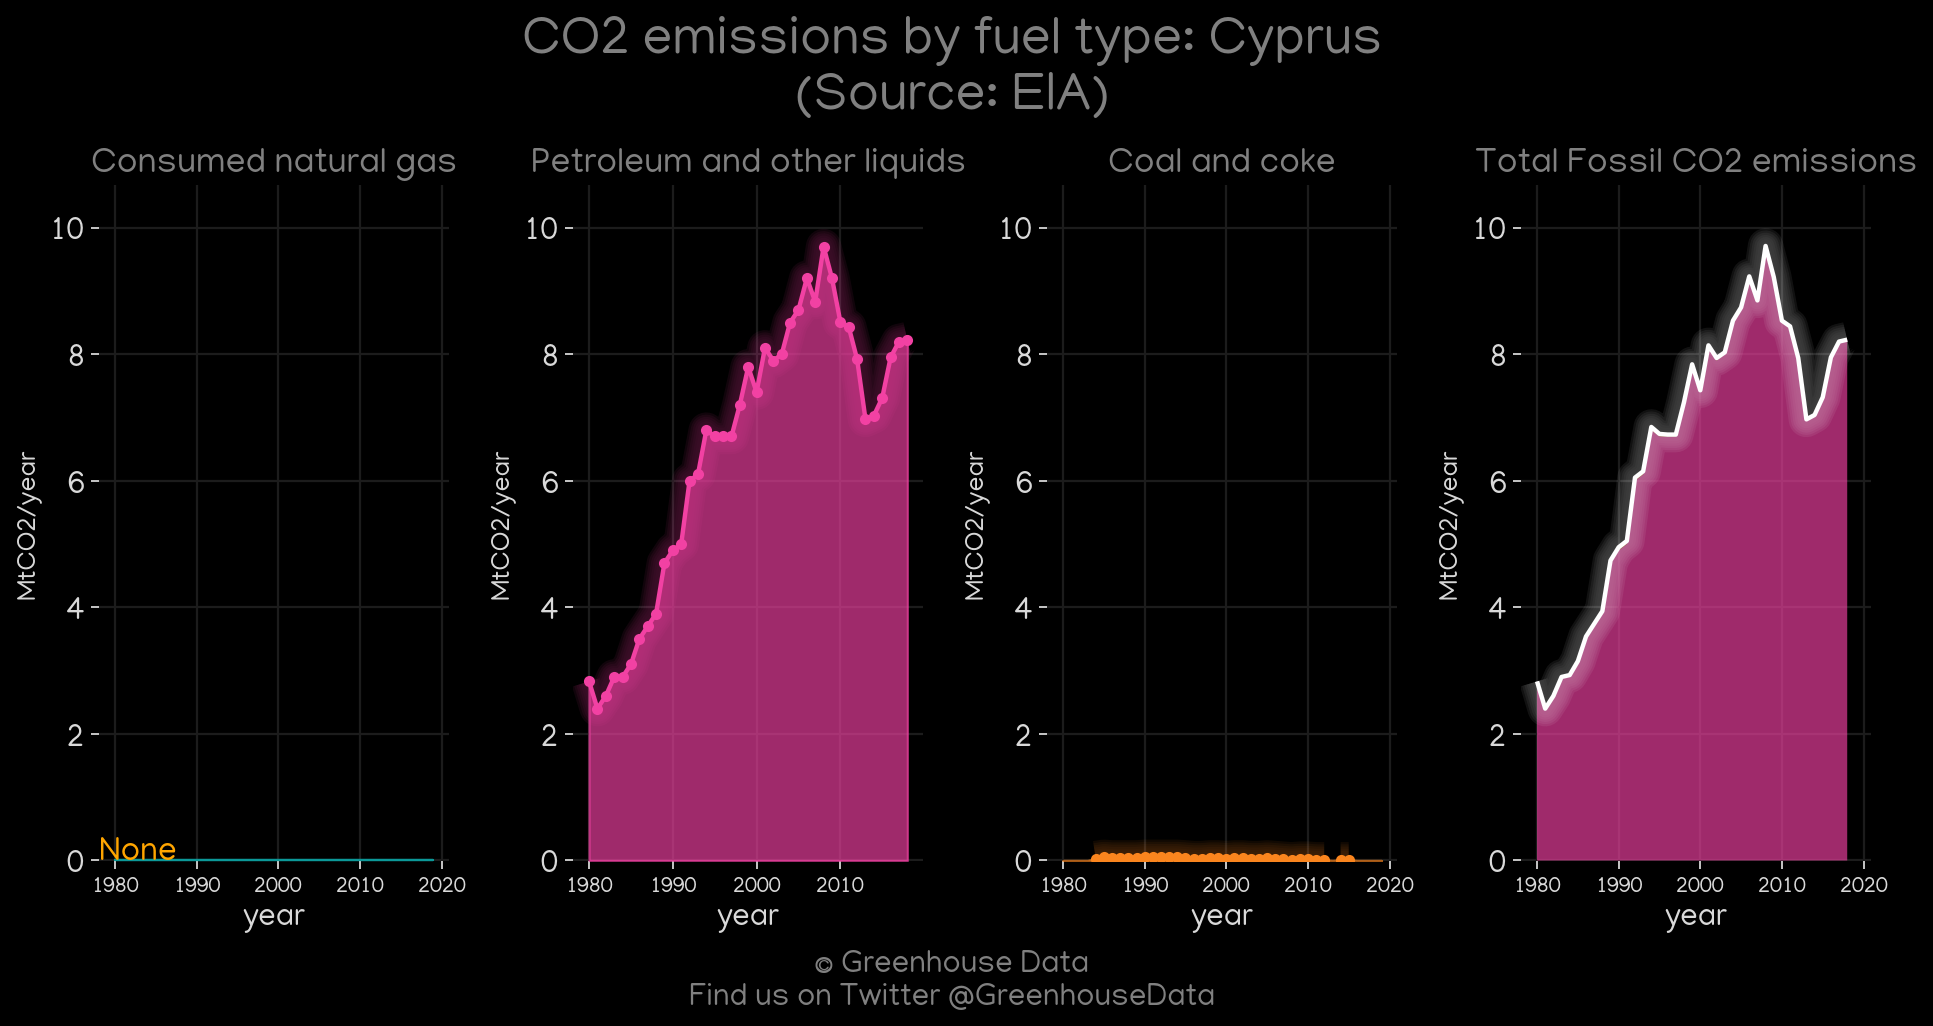 CO2 emissions by fuel type: Cyprus
(Source: EIA)
Consumed natural gas
10
8
6
4
2
0
MtCO2/year
None
1980 1990 2000 2010 2020
year
Petroleum and other liquids
10
8
6
4
2
0
MtCO2/year
1980 1990 2000 2010
year
Coal and coke
10
8
6
4
2
0
MtCO2/year
1980 1990 2000 2010 2020
year
Total Fossil CO2 emissions
10
8
6
4
2
0
MtCO2/year
1980 1990 2000 2010 2020
year
© Greenhouse Data
Find us on Twitter @GreenhouseData